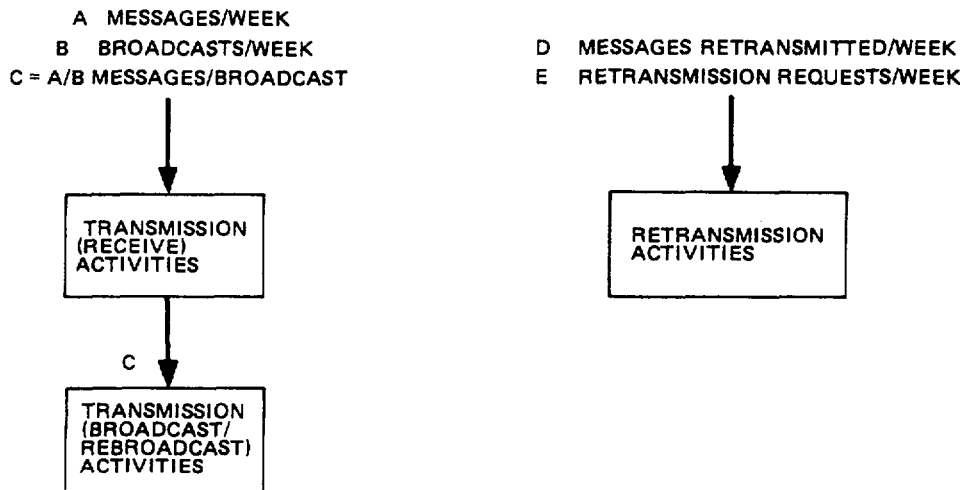 A MESSAGES/WEEK
B BROADCASTS/WEEK
C = A/B MESSAGES/BROADCAST
TRANSMISSION
(RECEIVE)
ACTIVITIES
C
TRANSMISSION
(BROADCAST/
REBROADCAST)
ACTIVITIES
D MESSAGES RETRANSMITTED/WEEK
E RETRANSMISSION REQUESTS/WEEK
RETRANSMISSION
ACTIVITIES